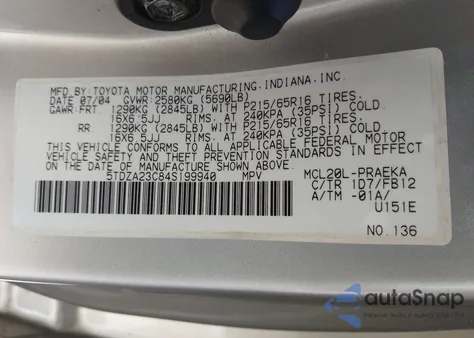 MFD.BY:TOYOTA MOTOR MANUFACTURING,INDIANA,INC.
DATE 07/04 GVWR:2580KG (5690LB)
GAWR:FRT. 1290KG (2845LB) WITH P215/65R16 TIRES,
16X6.5JJ RIMS, AT 240KPA (35PSI) COLD.
RR. 1290KG (2845LB) WITH P215/65R16 TIRES,
16X6.5JJ RIMS, AT 240KPA (35PSI) COLD.
THIS VEHICLE CONFORMS TO ALL APPLICABLE FEDERAL MOTOR
VEHICLE SAFETY AND THEFT PREVENTION STANDARDS IN EFFECT
ON THE DATE OF MANUFACTURE SHOWN ABOVE.
5TDZA23C84S199940 MPV
MCL20L-PRAEKA
C/TR 1D7/FB12
A/TM -01A/
U151E
NO.136
autoSnap